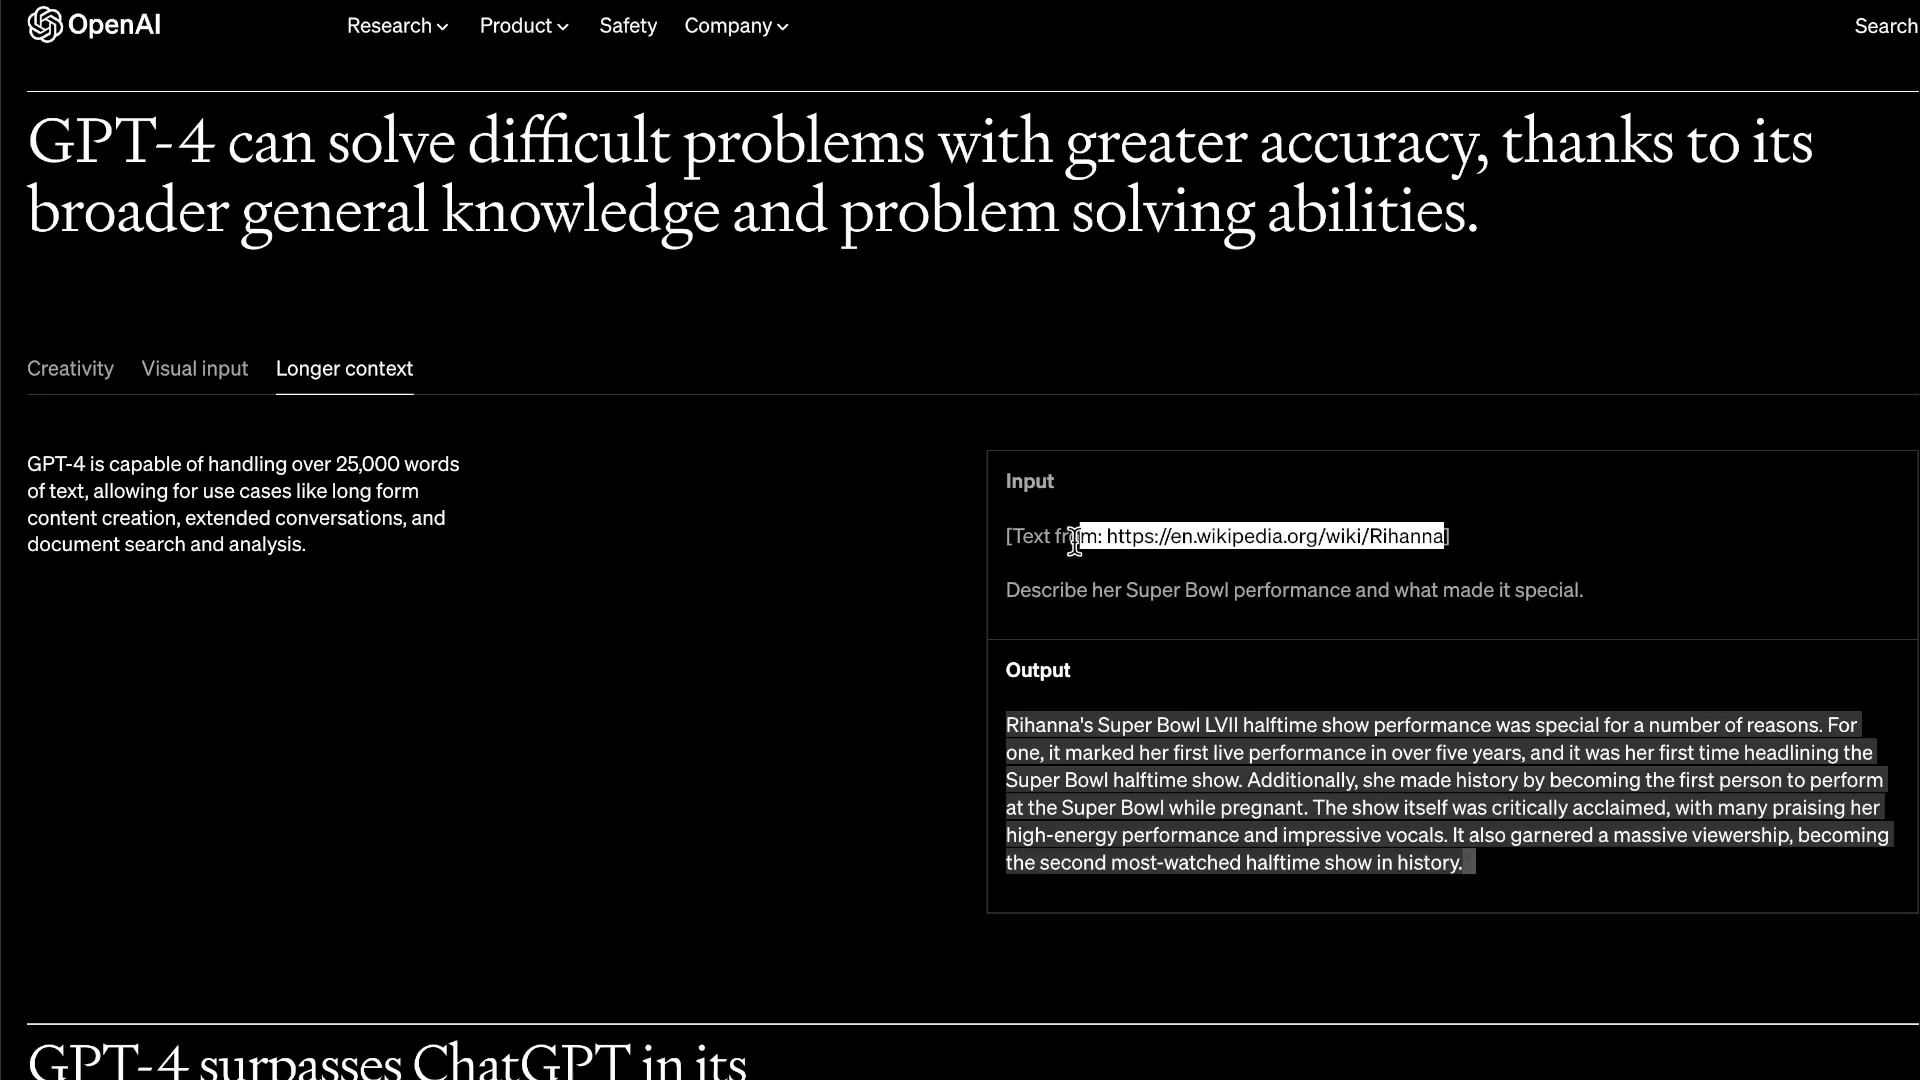 OpenAI
Research
Product
Safety
Company
Search
GPT-4 can solve difficult problems with greater accuracy, thanks to its
broader general knowledge and problem solving abilities.
Creativity
Visual input
Longer context
GPT-4 is capable of handling over 25,000 words
of text, allowing for use cases like long form
content creation, extended conversations, and
document search and analysis.
Input
[Text from: https://en.wikipedia.org/wiki/Rihanna]
Describe her Super Bowl performance and what made it special.
Output
Rihanna's Super Bowl LVII halftime show performance was special for a number of reasons. For
one, it marked her first live performance in over five years, and it was her first time headlining the
Super Bowl halftime show. Additionally, she made history by becoming the first person to perform
at the Super Bowl while pregnant. The show itself was critically acclaimed, with many praising her
high-energy performance and impressive vocals. It also garnered a massive viewership, becoming
the second most-watched halftime show in history.
GPT-4 surpasses ChatGPT in its